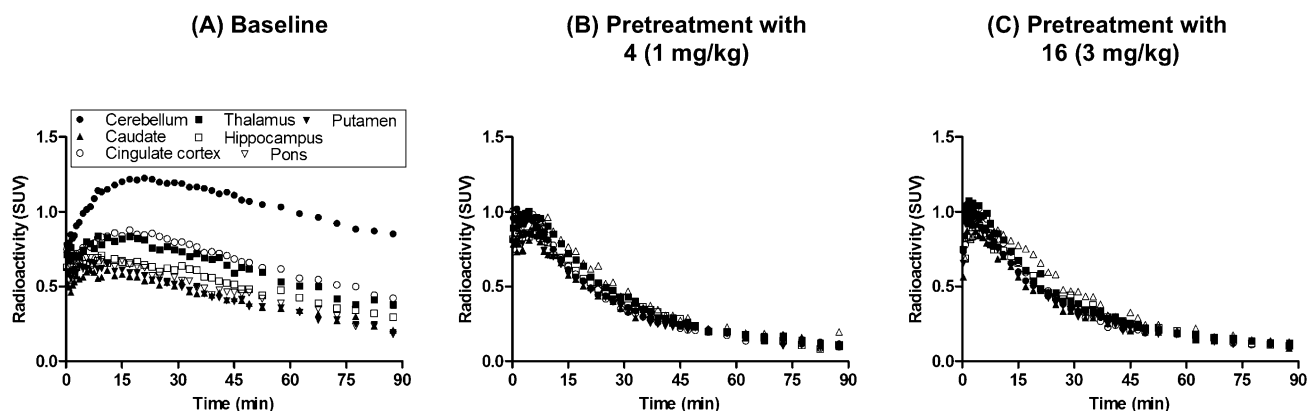 (A) Baseline
(B) Pretreatment with
4 (1 mg/kg)
(C) Pretreatment with
16 (3 mg/kg)
Cerebellum Thalamus Putamen
Caudate Hippocampus
Cingulate cortex Pons
Radioactivity (SUV)
1.5
1.0
0.5
0.0
0 15 30 45 60 75 90
Time (min)
Radioactivity (SUV)
1.5
1.0
0.5
0.0
0 15 30 45 60 75 90
Time (min)
Radioactivity (SUV)
1.5
1.0
0.5
0.0
0 15 30 45 60 75 90
Time (min)